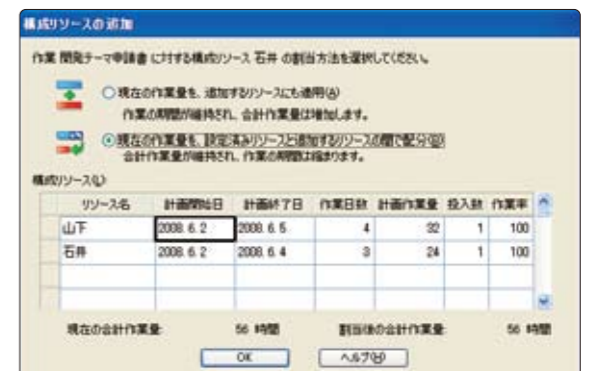 構成リソースの追加
作業 開発テーマ申請書 に対する構成リソース 石井 の割当方法を選択してください。
現在の作業量を、追加するリソースにも適用(A)
作業の期間が維持され、合計作業量は増加します。
現在の作業量を、設定済みリソースと追加するリソースの間で配分(B)
合計作業量が維持され、作業の期間は縮まります。
構成リソース(L)
リソース名 計画開始日 計画終了日 作業日数 計画作業量 投入数 作業率
山下 2008. 6. 2 2008. 6. 5 4 32 1 100
石井 2008. 6. 2 2008. 6. 4 3 24 1 100
現在の合計作業量: 56 時間 割当後の合計作業量: 56 時間
OK ヘルプ(H)